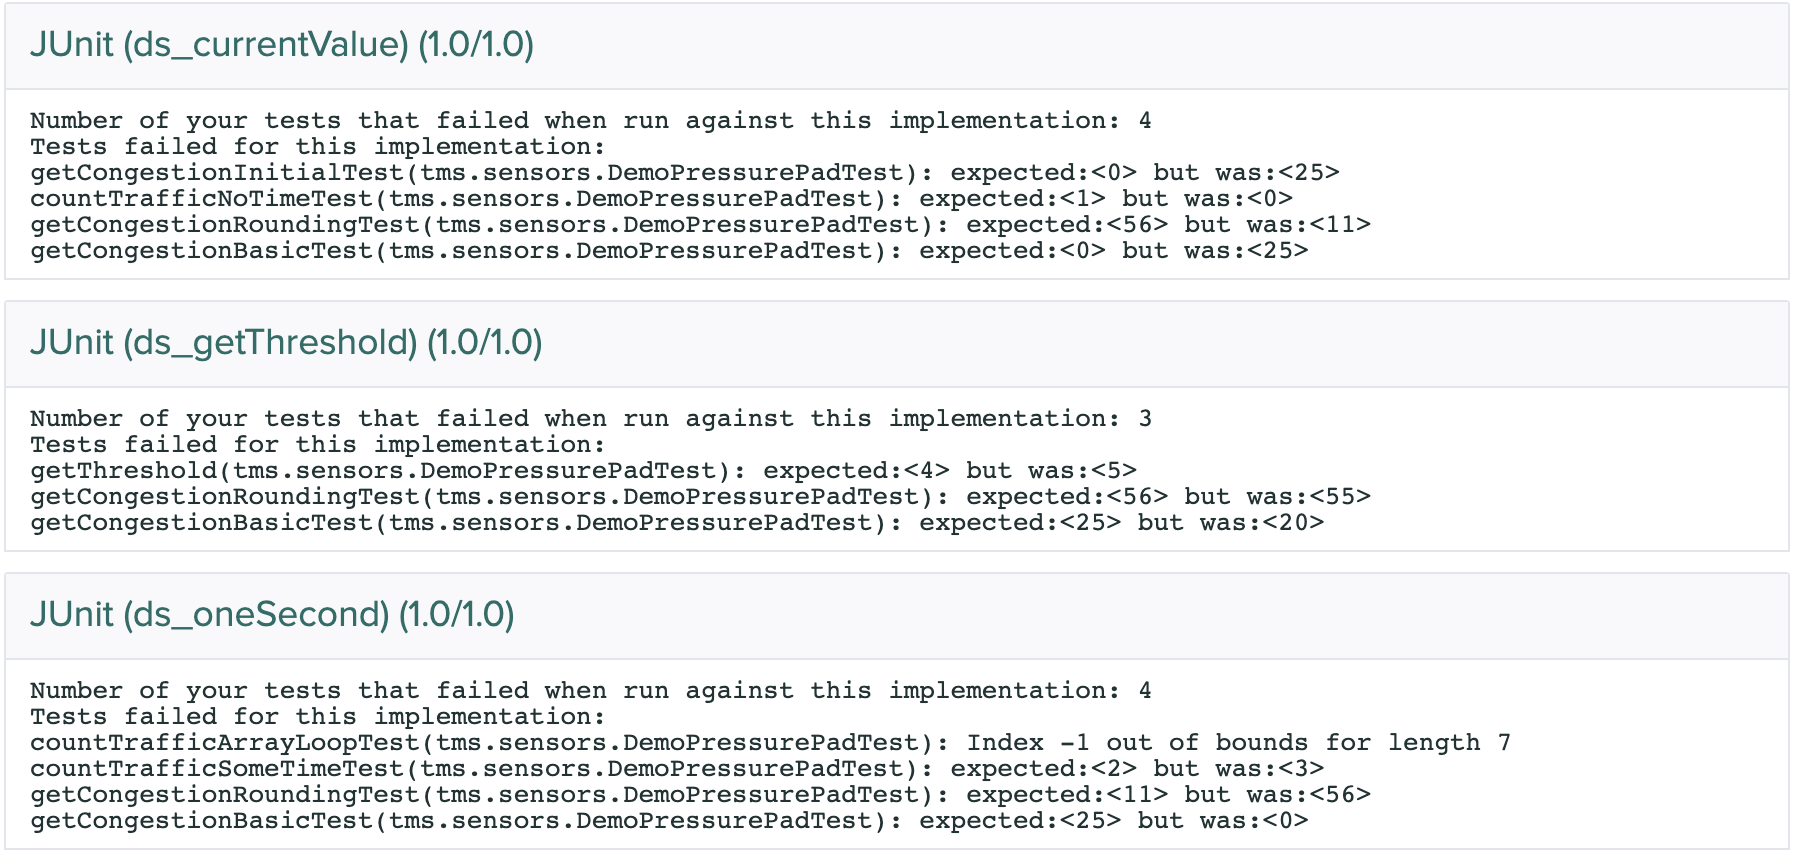 JUnit (ds_currentValue) (1.0/1.0)
Number of your tests that failed when run against this implementation: 4
Tests failed for this implementation:
getCongestionInitialTest(tms.sensors.DemoPressurePadTest): expected:<0> but was:<25>
countTrafficNoTimeTest(tms.sensors.DemoPressurePadTest): expected:<1> but was:<0>
getCongestionRoundingTest(tms.sensors.DemoPressurePadTest): expected:<56> but was:<11>
getCongestionBasicTest(tms.sensors.DemoPressurePadTest): expected:<0> but was:<25>
JUnit (ds_getThreshold) (1.0/1.0)
Number of your tests that failed when run against this implementation: 3
Tests failed for this implementation:
getThreshold(tms.sensors.DemoPressurePadTest): expected:<4> but was:<5>
getCongestionRoundingTest(tms.sensors.DemoPressurePadTest): expected:<56> but was:<55>
getCongestionBasicTest(tms.sensors.DemoPressurePadTest): expected:<25> but was:<20>
JUnit (ds_oneSecond) (1.0/1.0)
Number of your tests that failed when run against this implementation: 4
Tests failed for this implementation:
countTrafficArrayLoopTest(tms.sensors.DemoPressurePadTest): Index -1 out of bounds for length 7
countTrafficSomeTimeTest(tms.sensors.DemoPressurePadTest): expected:<2> but was:<3>
getCongestionRoundingTest(tms.sensors.DemoPressurePadTest): expected:<11> but was:<56>
getCongestionBasicTest(tms.sensors.DemoPressurePadTest): expected:<25> but was:<0>